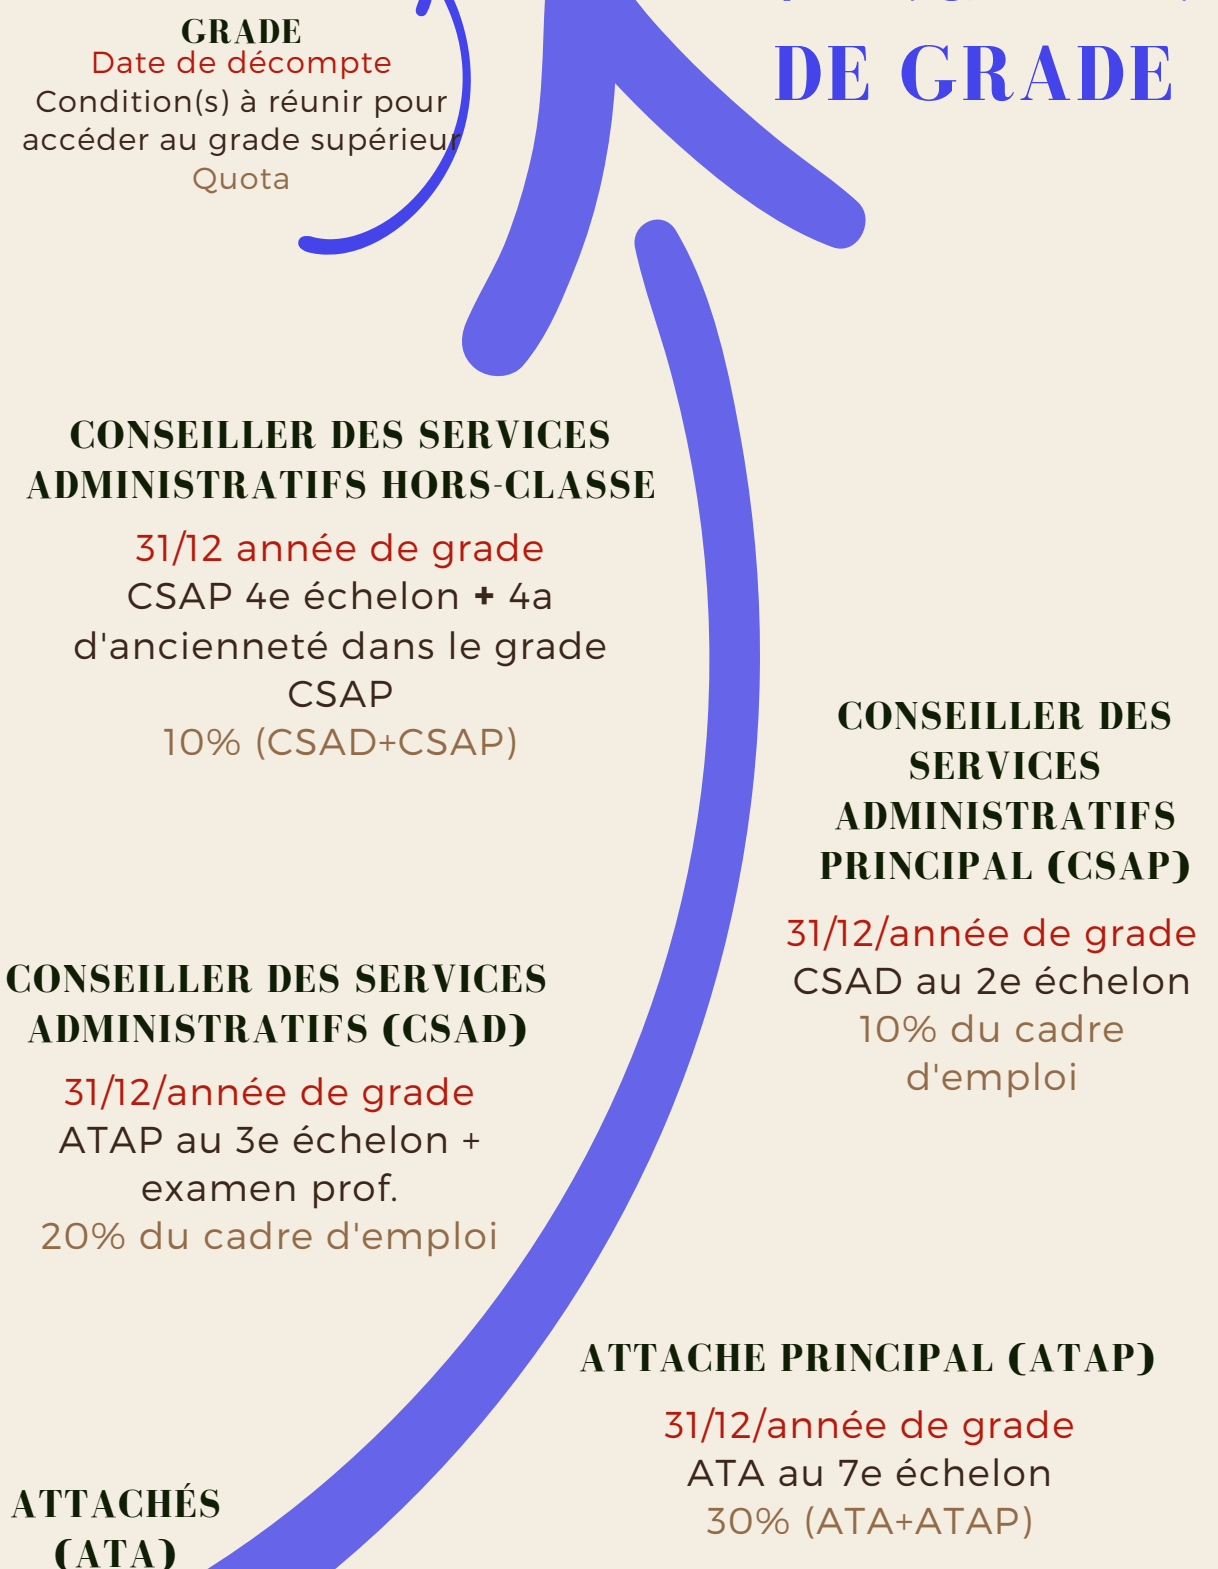 DE GRADE
GRADE
Date de décompte
Condition(s) à réunir pour
accéder au grade supérieur
Quota
CONSEILLER DES SERVICES
ADMINISTRATIFS HORS-CLASSE
31/12 année de grade
CSAP 4e échelon + 4a
d'ancienneté dans le grade
CSAP
10% (CSAD+CSAP)
CONSEILLER DES
SERVICES
ADMINISTRATIFS
PRINCIPAL (CSAP)
31/12/année de grade
CSAD au 2e échelon
10% du cadre
d'emploi
CONSEILLER DES SERVICES
ADMINISTRATIFS (CSAD)
31/12/année de grade
ATAP au 3e échelon +
examen prof.
20% du cadre d'emploi
ATTACHE PRINCIPAL (ATAP)
31/12/année de grade
ATA au 7e échelon
30% (ATA+ATAP)
ATTACHÉS
(ATA)